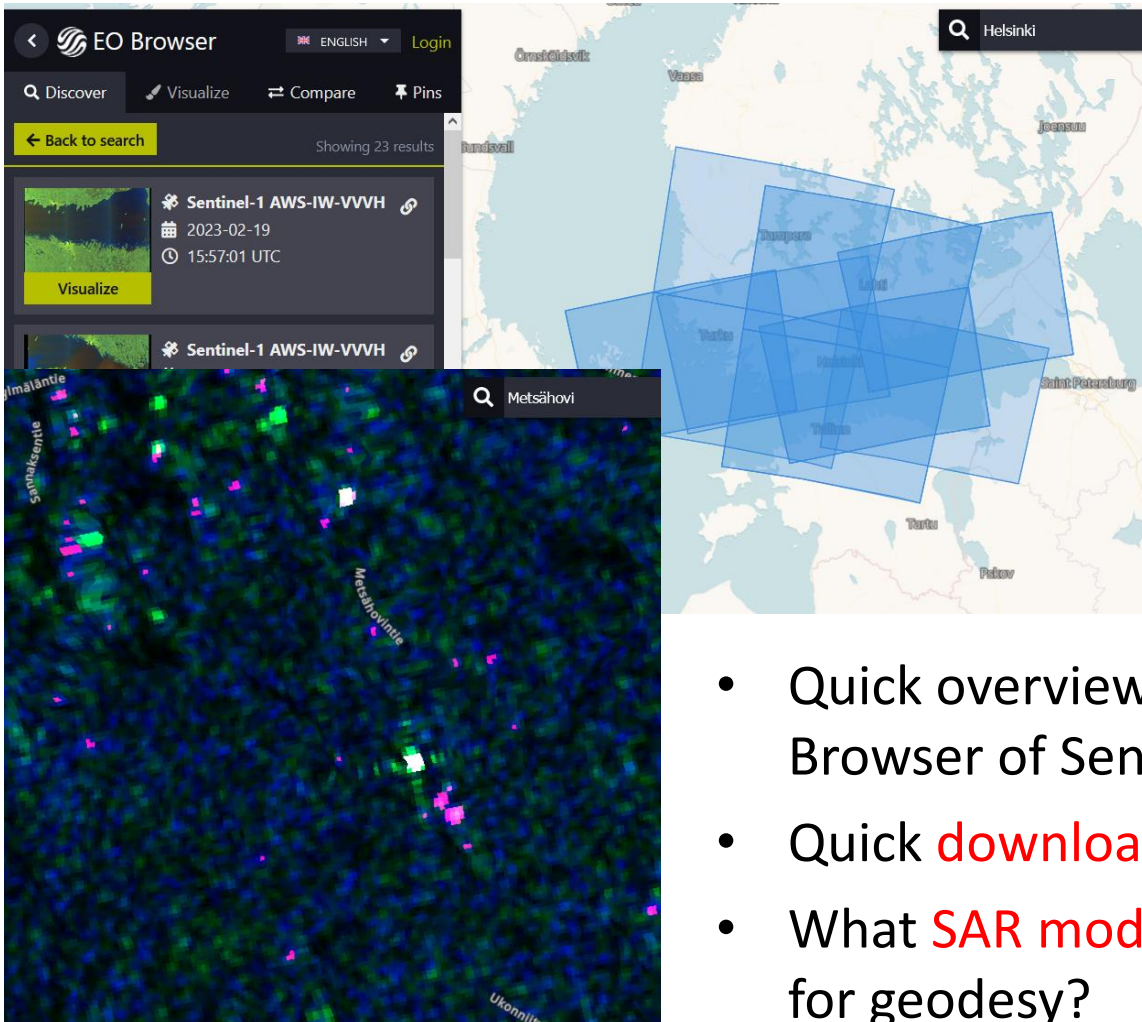 EO Browser
ENGLISH
Login
Discover
Visualize
Compare
Pins
Back to search
Showing 23 results
Sentinel-1 AWS-IW-VVVH
2023-02-19
15:57:01 UTC
Visualize
Sentinel-1 AWS-IW-VVVH
Helsinki
Örnsköldsvik
Vaasa
Joensuu
Tampere
Lahti
Turku
Helsinki
Saint Petersburg
Tallinn
Tartu
Pskov
Metsähovi
Sannaksentie
Metsähovintie
• Quick overview
Browser of Sen
• Quick downloa
• What SAR mod
for geodesy?